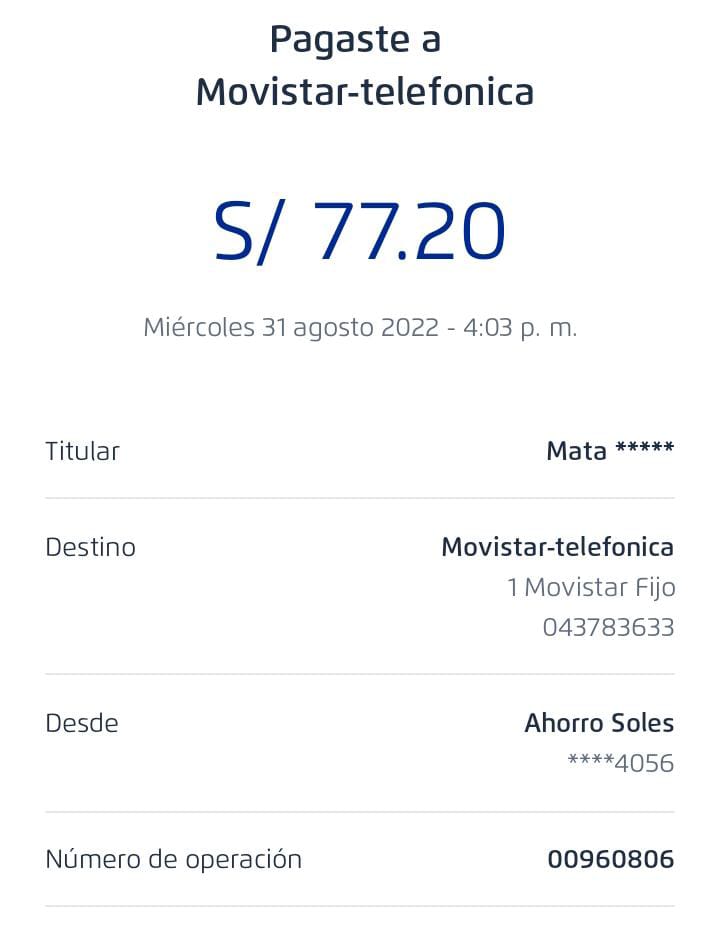 Pagaste a
Movistar-telefonica
S/ 77.20
Miércoles 31 agosto 2022 - 4:03 p. m.
Titular Mata *****
Destino Movistar-telefonica
1 Movistar Fijo
043783633
Desde Ahorro Soles
****4056
Número de operación 00960806